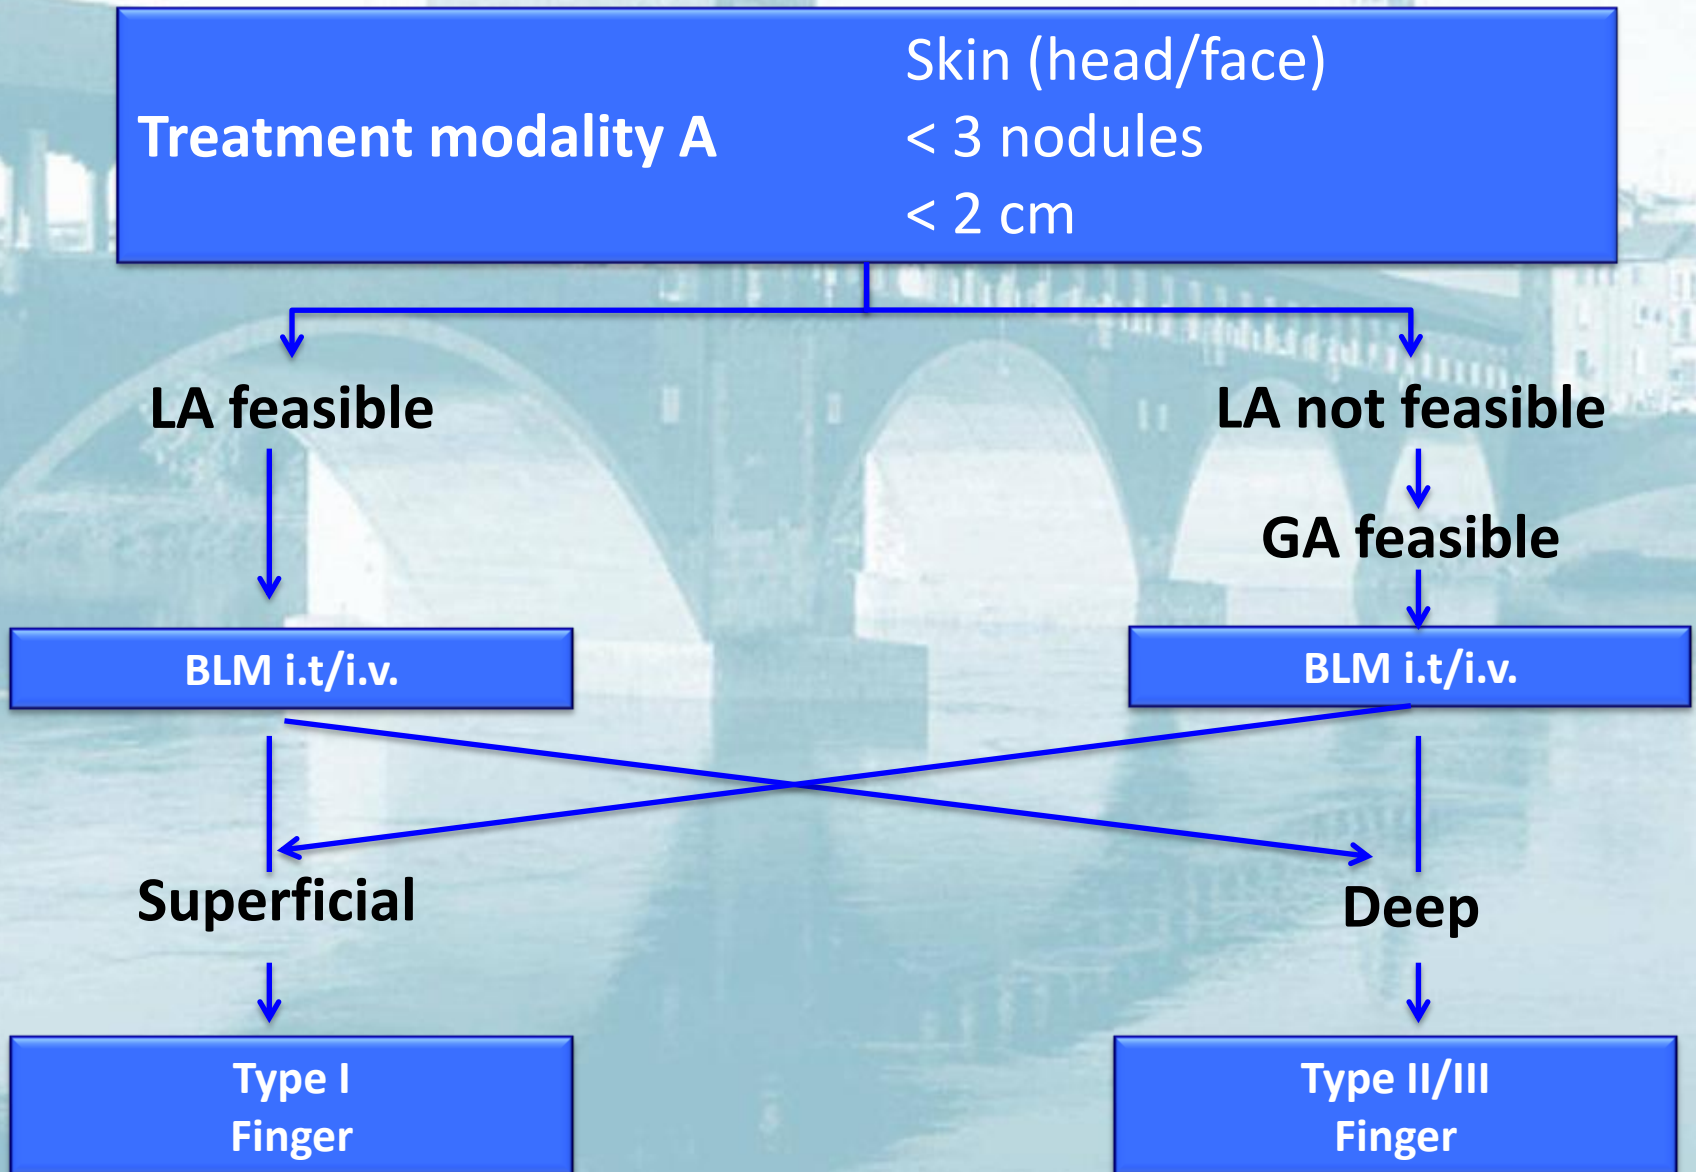 Treatment modality A
Skin (head/face)
< 3 nodules
< 2 cm
LA feasible
LA not feasible
GA feasible
BLM i.t/i.v.
BLM i.t/i.v.
Superficial
Deep
Type I
Finger
Type II/III
Finger